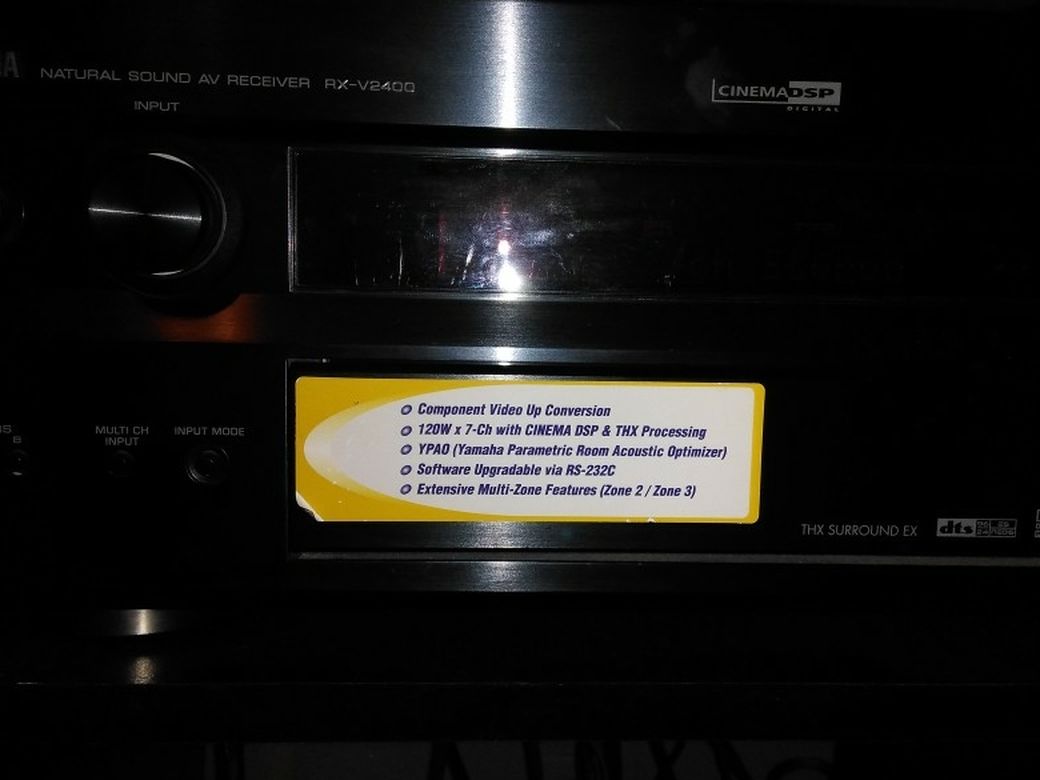 NATURAL SOUND AV RECEIVER RX-V2400
CINEMA DSP
DIGITAL
INPUT
B
MULTI CH
INPUT
INPUT MODE
Component Video Up Conversion
120W x 7-Ch with CINEMA DSP & THX Processing
YPAO (Yamaha Parametric Room Acoustic Optimizer)
Software Upgradable via RS-232C
Extensive Multi-Zone Features (Zone 2 / Zone 3)
THX SURROUND EX
dts